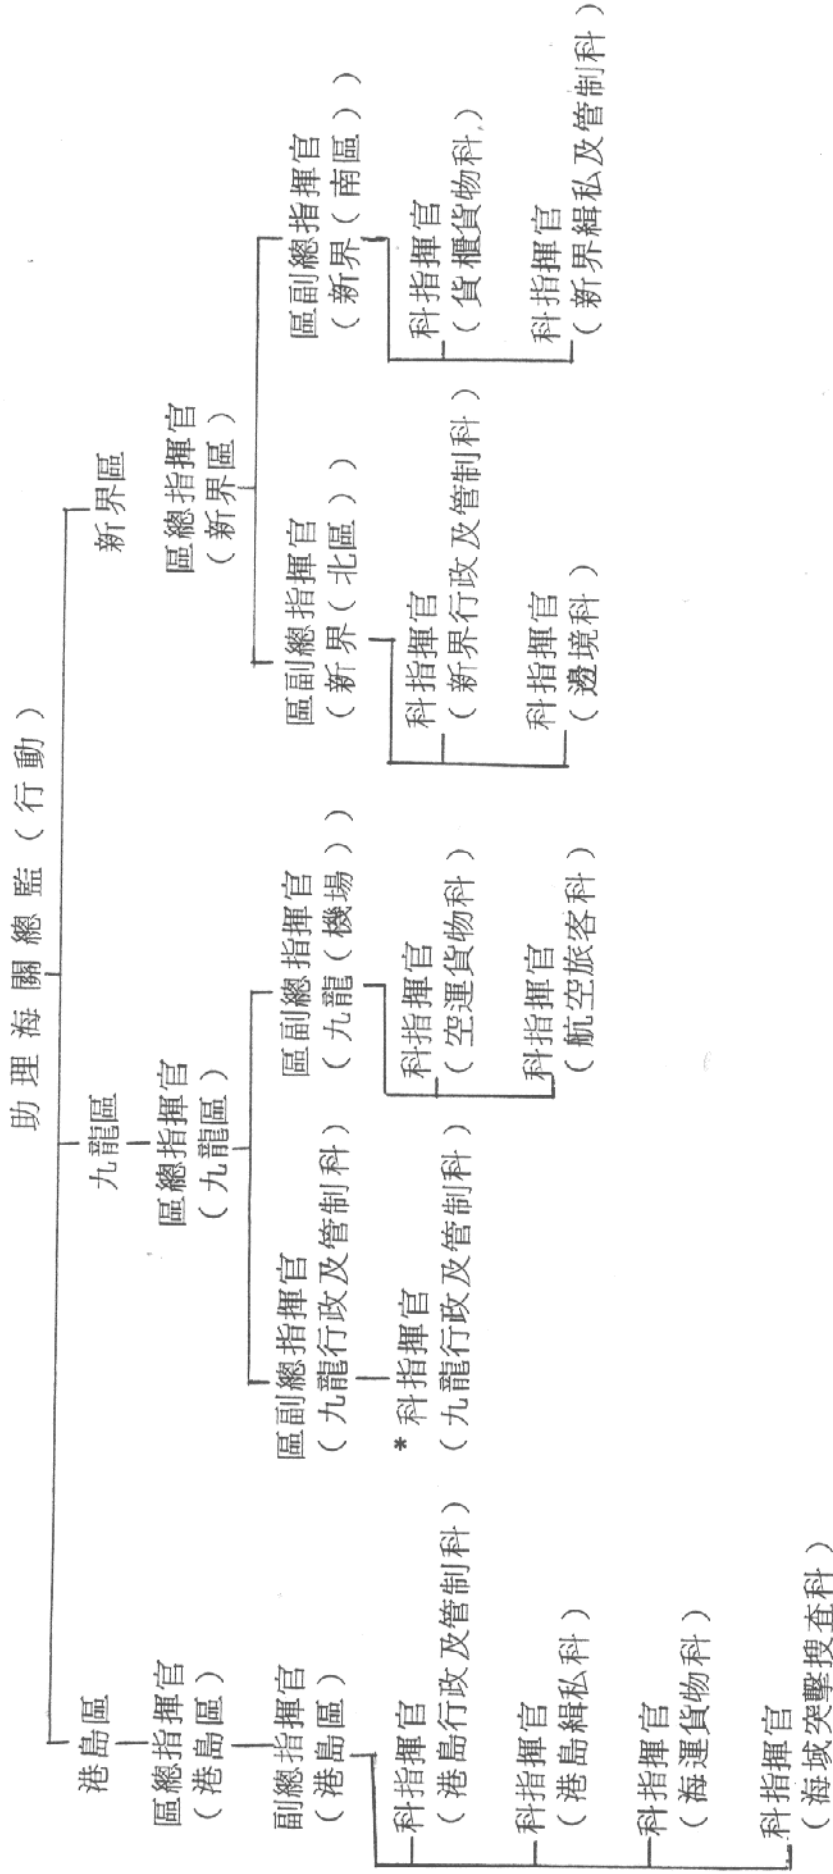 助理海關總監（行動）
港島區
區總指揮官
（港島區）
副總指揮官
（港島區）
科指揮官
（港島行政及管制科）
科指揮官
（港島緝私科）
科指揮官
（海運貨物科）
科指揮官
（海域突擊搜查科）
九龍區
區總指揮官
（九龍區）
區副總指揮官
（九龍行政及管制科）
*科指揮官
（九龍行政及管制科）
區副總指揮官
（九龍（機場））
科指揮官
（空運貨物科）
科指揮官
（航空旅客科）
新界區
區總指揮官
（新界區）
區副總指揮官
（新界（北區））
科指揮官
（新界行政及管制科）
科指揮官
（邊境科）
區副總指揮官
（新界（南區））
科指揮官
（貨櫃貨物科）
科指揮官
（新界緝私及管制科）